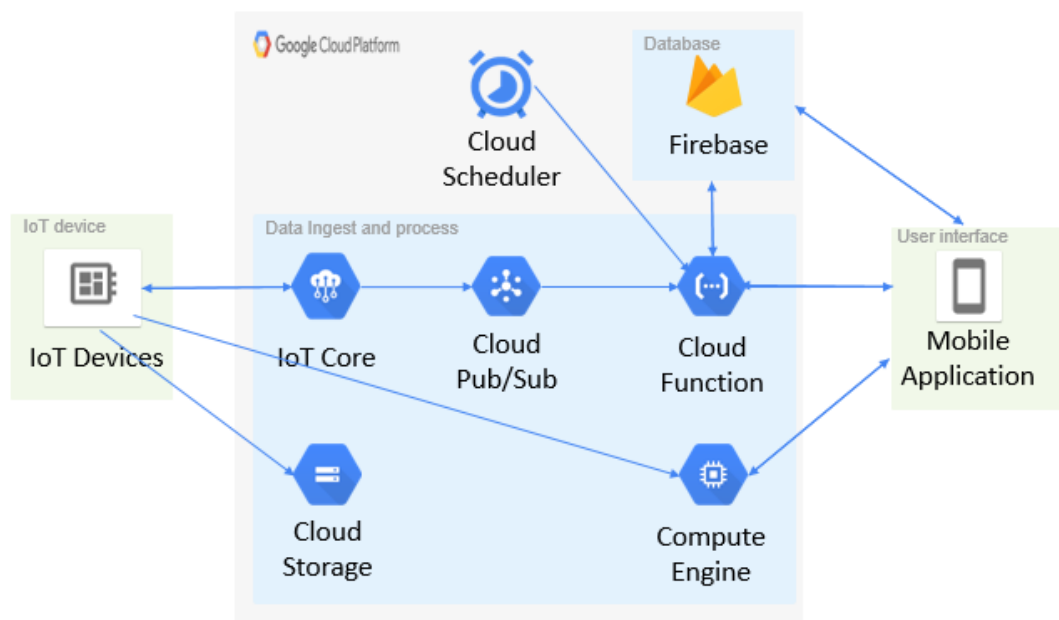 Google Cloud Platform
Database
Firebase
Cloud
Scheduler
IoT device
IoT Devices
Data Ingest and process
IoT Core
Cloud
Pub/Sub
Cloud
Function
Cloud
Storage
Compute
Engine
User interface
Mobile
Application